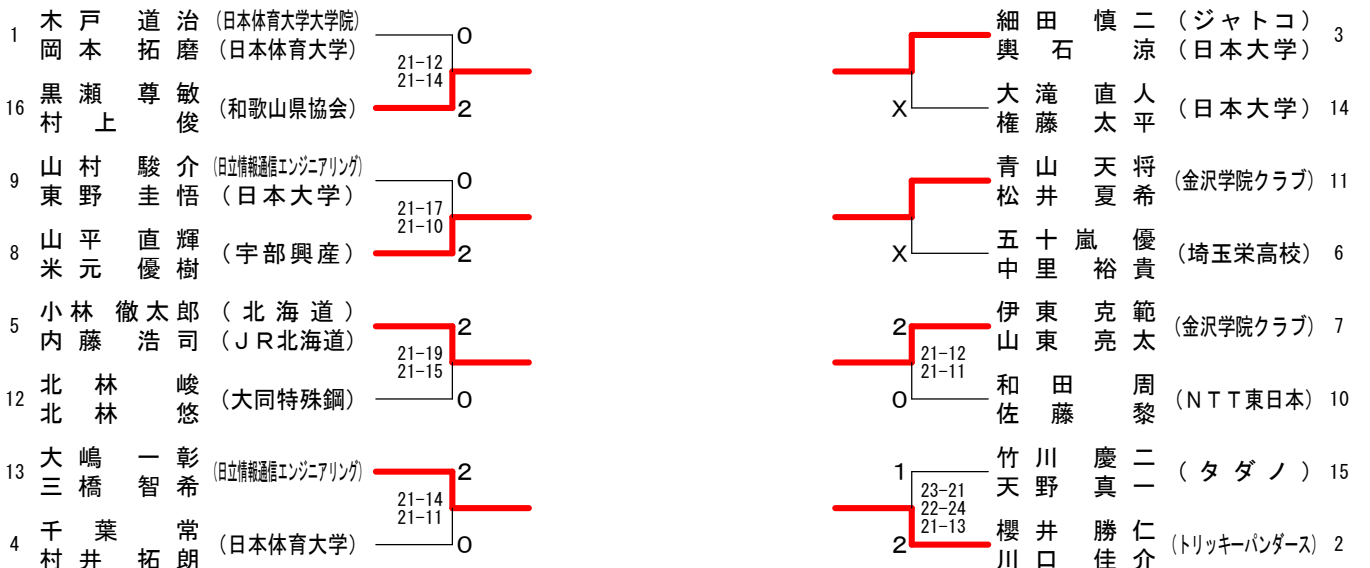 木戸 道治 (日本体育大学大学院)
1
岡本 拓磨 (日本体育大学)
0
21-12
21-14
黒瀬 尊敏
16 (和歌山県協会) 2
村上 俊
山村 駿介 (日立情報通信エンジニアリング)
9
東野 圭悟 (日本大学)
0
21-17
21-10
山平 直輝
8 (宇部興産) 2
米元 優樹
小林 徹太郎 (北海道)
5
内藤 浩司 (JR北海道)
2
21-19
21-15
北林 峻
12 (大同特殊鋼) 0
北林 悠
大嶋 一彰
13 (日立情報通信エンジニアリング) 2
三橋 智希
21-14
21-11
千葉 常
4 (日本体育大学) 0
村井 拓朗
細田 慎二 (ジャトコ)
3
輿石 涼 (日本大学)
大滝 直人
X (日本大学) 14
権藤 太平
青山 天将
(金沢学院クラブ) 11
松井 夏希
五十嵐 優
X (埼玉栄高校) 6
中里 裕貴
伊東 克範
2 (金沢学院クラブ) 7
山東 亮太
21-12
21-11
和田 周
0 (NTT東日本) 10
佐藤 黎
竹川 慶二
1 (タダノ) 15
天野 真一
23-21
22-24
21-13
櫻井 勝仁
2 (トリッキーパンダース) 2
川口 佳介